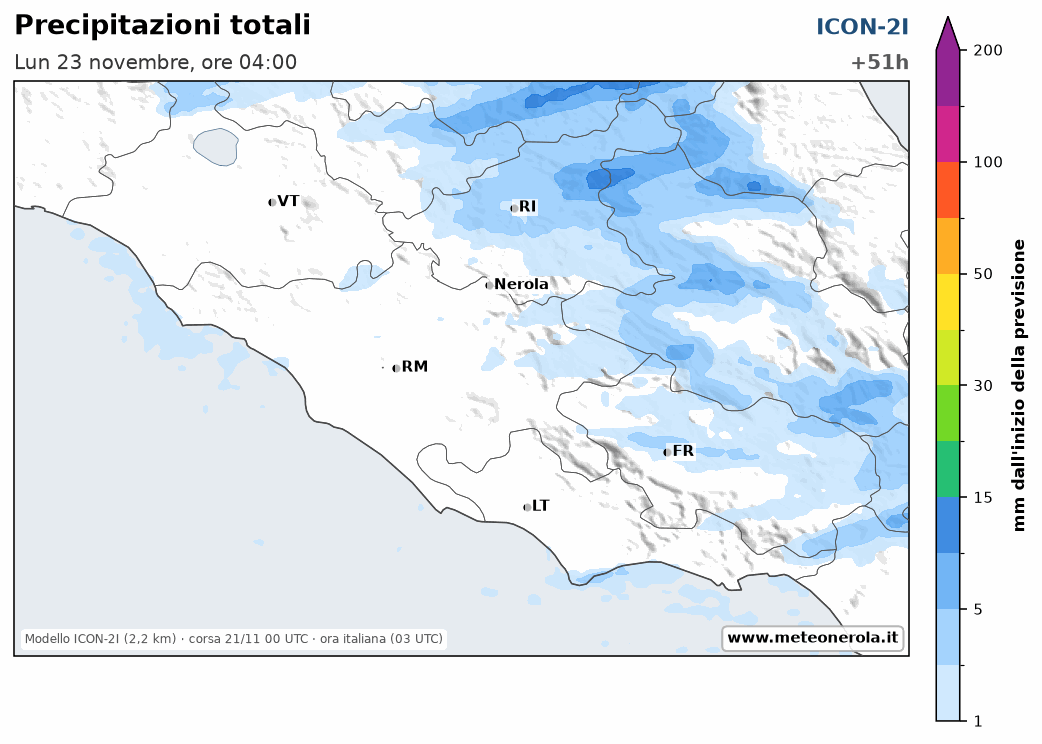 Precipitazioni totali
ICON-2I
Lun 23 novembre, ore 04:00
+51h
200
100
50
30
15
5
1
mm dall'inizio della previsione
VT
RI
Nerola
RM
FR
LT
Modello ICON-2I (2,2 km) · corsa 21/11 00 UTC · ora italiana (03 UTC)
www.meteonerola.it